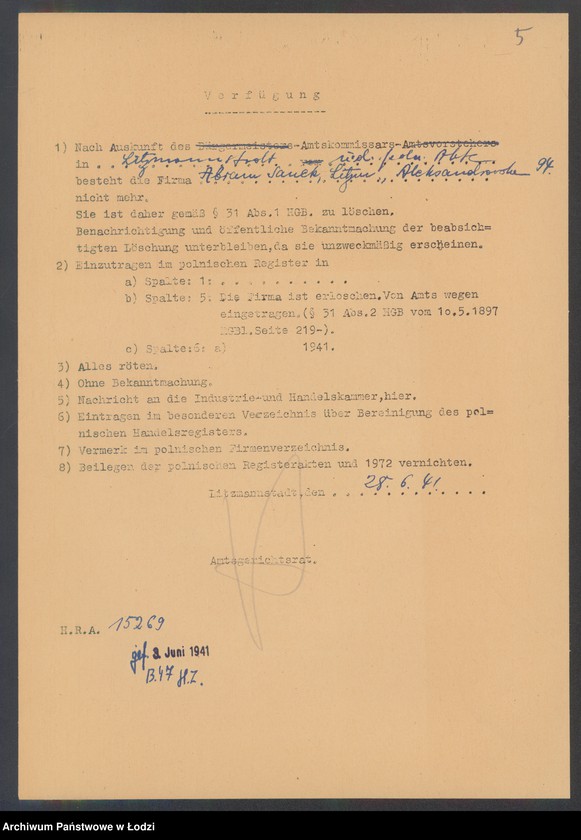 5
Verfügung
1) Nach Auskunft des Bürgermeisters-Amtskommissars-Amtsvorstehers
in . . Litzmannstadt
besteht die Firma Abram Janek, Litzm., Aleksandrowska 94.
nicht mehr.
Sie ist daher gemäß § 31 Abs.1 HGB. zu löschen.
Benachrichtigung und öffentliche Bekanntmachung der beabsich=
tigten Löschung unterbleiben,da sie unzweckmäßig erscheinen.
2) Einzutragen im polnischen Register in
a) Spalte: 1: . . . . . . . . . . .
b) Spalte: 5: Die Firma ist erloschen.Von Amts wegen
eingetragen.(§ 31 Abs.2 HGB vom 10.5.1897
RGBl.Seite 219-).
c) Spalte:6: a) 1941.
3) Alles röten.
4) Ohne Bekanntmachung.
5) Nachricht an die Industrie-und Handelskammer,hier.
6) Eintragen im besonderen Verzeichnis über Bereinigung des pol=
nischen Handelsregisters.
7) Vermerk im polnischen Firmenverzeichnis.
8) Beilegen der polnischen Registerakten und 1972 vernichten.
Litzmannstadt,den 28. 6. 41.
Amtsgerichtsrat.
H.R.A. 15269
gef. 3. Juni 1941
B.47 H.Z.
Archiwum Państwowe w Łodzi